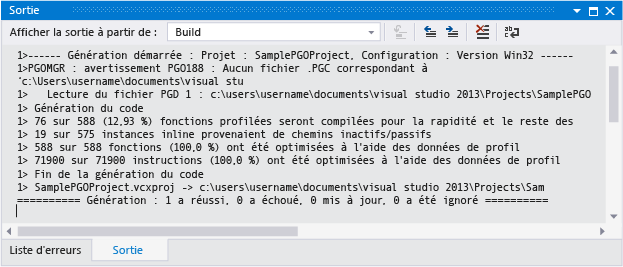 Sortie
Afficher la sortie à partir de : Build
1>------ Génération démarrée : Projet : SamplePGOProject, Configuration : Version Win32 ------
1>PGOMGR : avertissement PG0188 : Aucun fichier .PGC correspondant à
'c:\Users\username\documents\visual stu
1> Lecture du fichier PGD 1 : c:\users\username\documents\visual studio 2013\Projects\SamplePGO
1> Génération du code
1> 76 sur 588 (12,93 %) fonctions profilées seront compilées pour la rapidité et le reste des
1> 19 sur 575 instances inline provenaient de chemins inactifs/passifs
1> 588 sur 588 fonctions (100,0 %) ont été optimisées à l'aide des données de profil
1> 71900 sur 71900 instructions (100,0 %) ont été optimisées à l'aide des données de profil
1> Fin de la génération du code
1> SamplePGOProject.vcxproj -> c:\users\username\documents\visual studio 2013\Projects\Sam
========== Génération : 1 a réussi, 0 a échoué, 0 mis à jour, 0 a été ignoré ==========
Liste d'erreurs Sortie